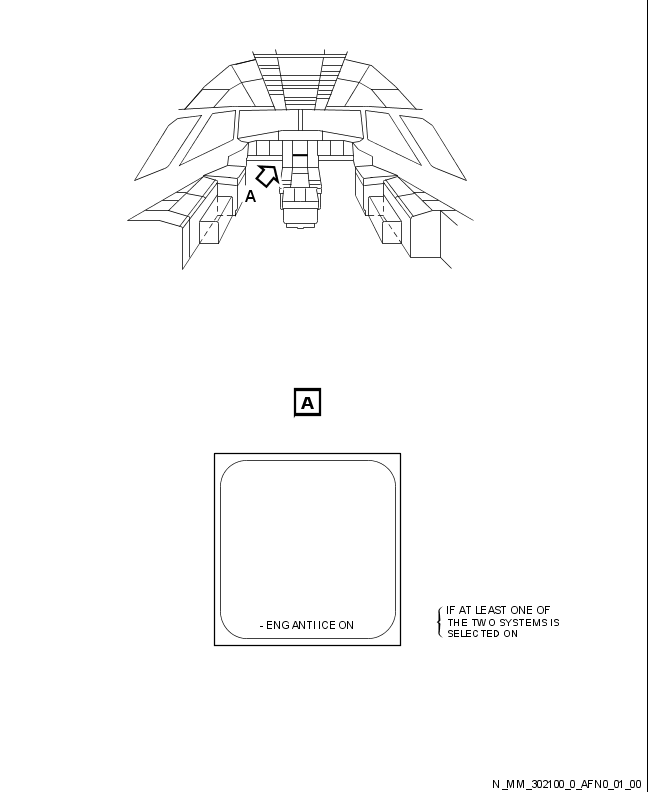 A
A
- ENG ANTI ICE ON
IF AT LEAST ONE OF
THE TWO SYSTEMS IS
SELECTED ON
N_MM_302100_0_AFN0_01_00